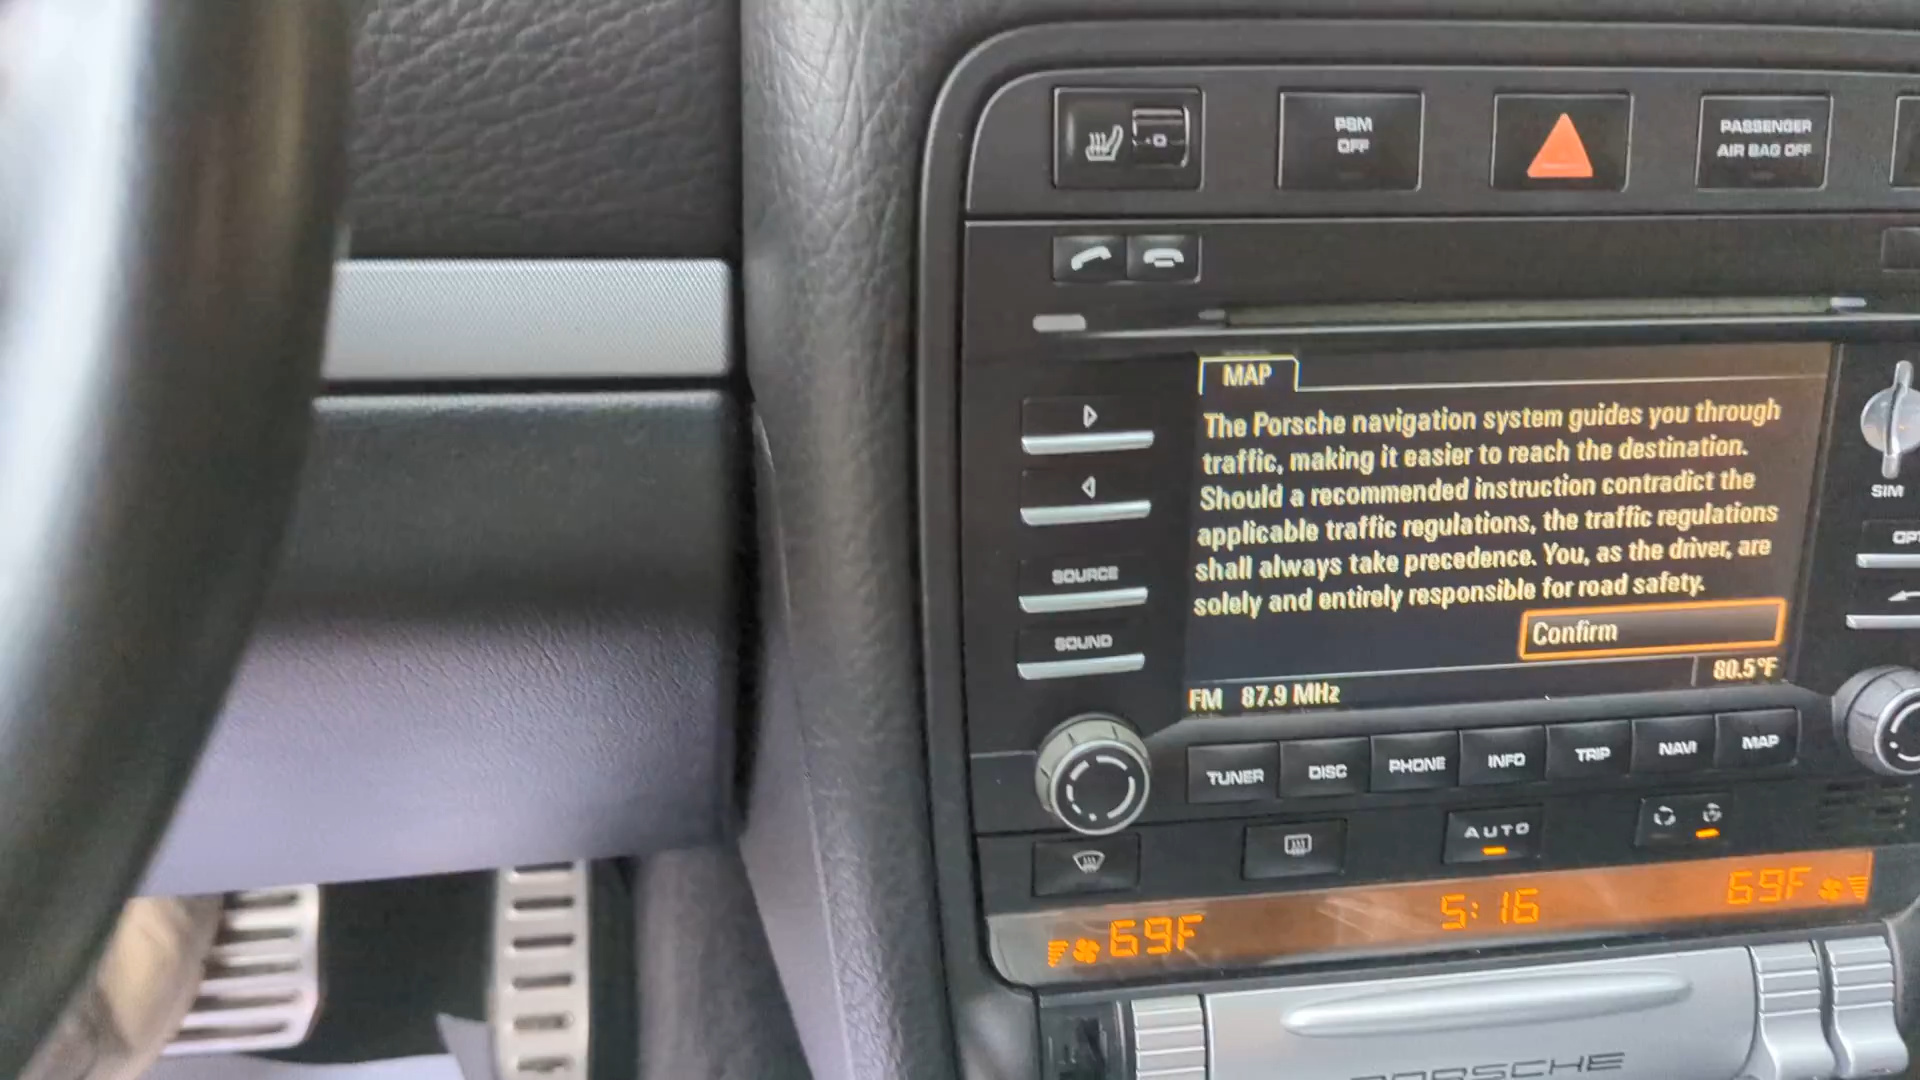 PSM
OFF
PASSENGER
AIR BAG OFF
MAP
The Porsche navigation system guides you through
traffic, making it easier to reach the destination.
Should a recommended instruction contradict the
applicable traffic regulations, the traffic regulations
shall always take precedence. You, as the driver, are
solely and entirely responsible for road safety.
Confirm
80.5°F
FM 87.9 MHz
SOURCE
SOUND
SIM
TUNER
DISC
PHONE
INFO
TRIP
NAVI
MAP
AUTO
69F
5:16
69F
PORSCHE